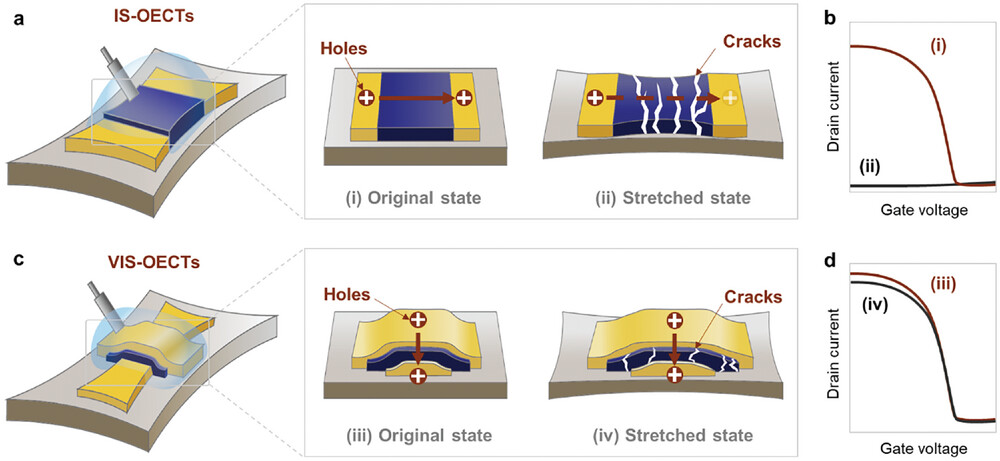 a
IS-OECTs
Holes
Cracks
(i) Original state
(ii) Stretched state
b
Drain current
(i)
(ii)
Gate voltage
c
VIS-OECTs
Holes
Cracks
(iii) Original state
(iv) Stretched state
d
Drain current
(iii)
(iv)
Gate voltage